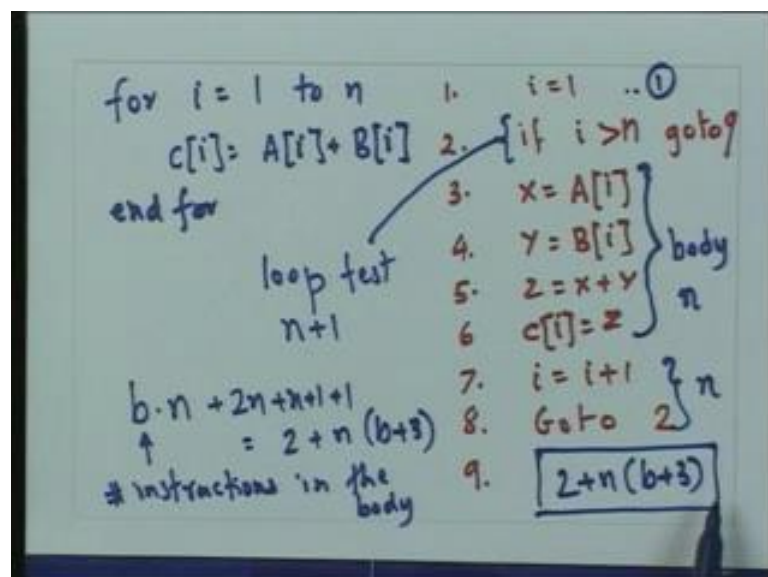 for i = 1 to n
c[i] = A[i] + B[i]
end for
loop test
n+1
b·n + 2n+n+1+1
= 2 + n (b+3)
↑
# instructions in the
body
1. i=1 ..①
2. {if i >n goto 9
3. X= A[i]
4. Y = B[i]
5. Z = X + Y
6 c[i] = Z
} body
n
7. i = i+1
8. Goto 2
} n
9. 2+n (b+3)